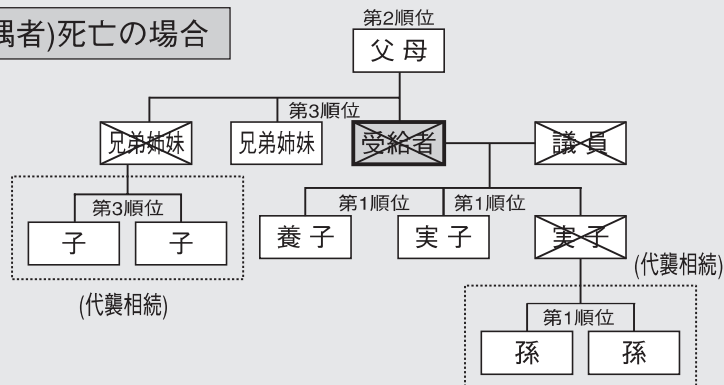 偶者)死亡の場合
第2順位
父母
第3順位
兄弟姉妹
兄弟姉妹
受給者
議員
第3順位
子
子
(代襲相続)
第1順位
第1順位
養子
実子
実子
(代襲相続)
第1順位
孫
孫